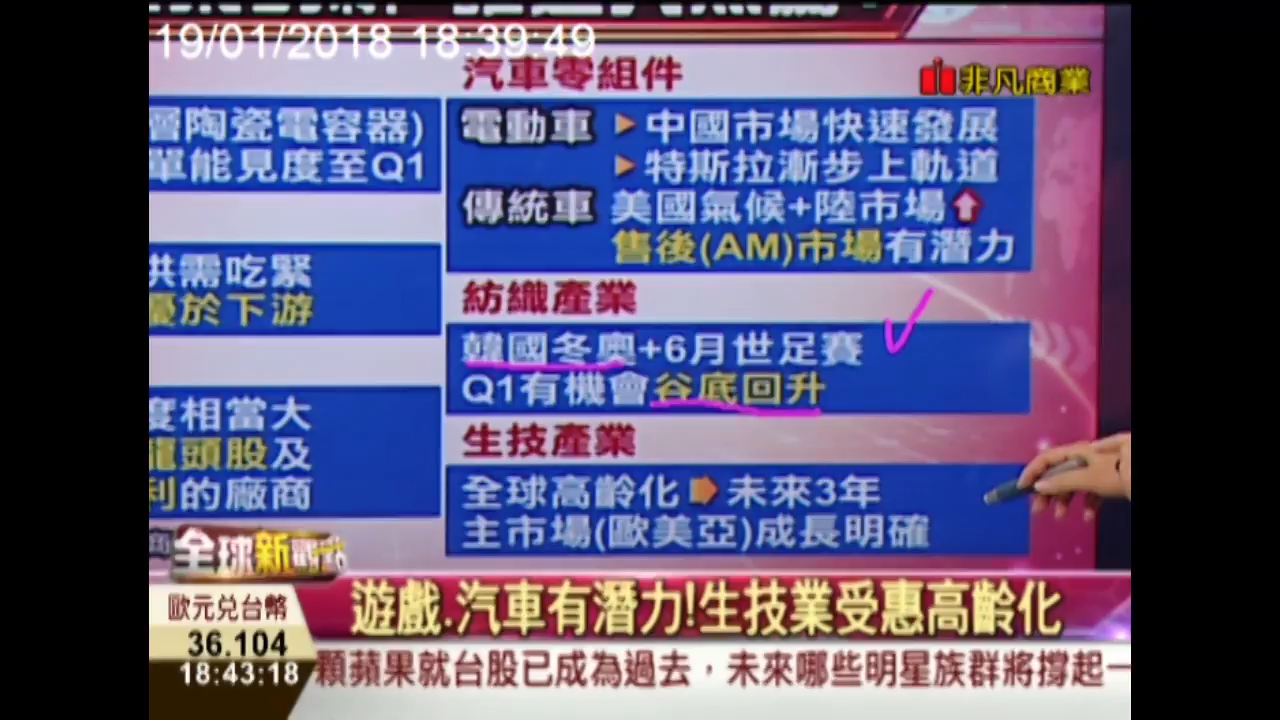 19/01/2018 18:39:49
汽車零組件
非凡商業
層陶瓷電容器)
單能見度至Q1
電動車 ▶中國市場快速發展
▶特斯拉漸步上軌道
傳統車 美國氣候+陸市場↑
售後(AM)市場有潛力
供需吃緊
優於下游
紡織產業
韓國冬奧+6月世足賽
Q1有機會谷底回升
度相當大
龍頭股及
利的廠商
生技產業
全球高齡化➡未來3年
主市場(歐美亞)成長明確
全球新觀點
遊戲.汽車有潛力!生技業受惠高齡化
歐元兌台幣
36.104
18:43:18
顆蘋果就台股已成為過去，未來哪些明星族群將撐起一